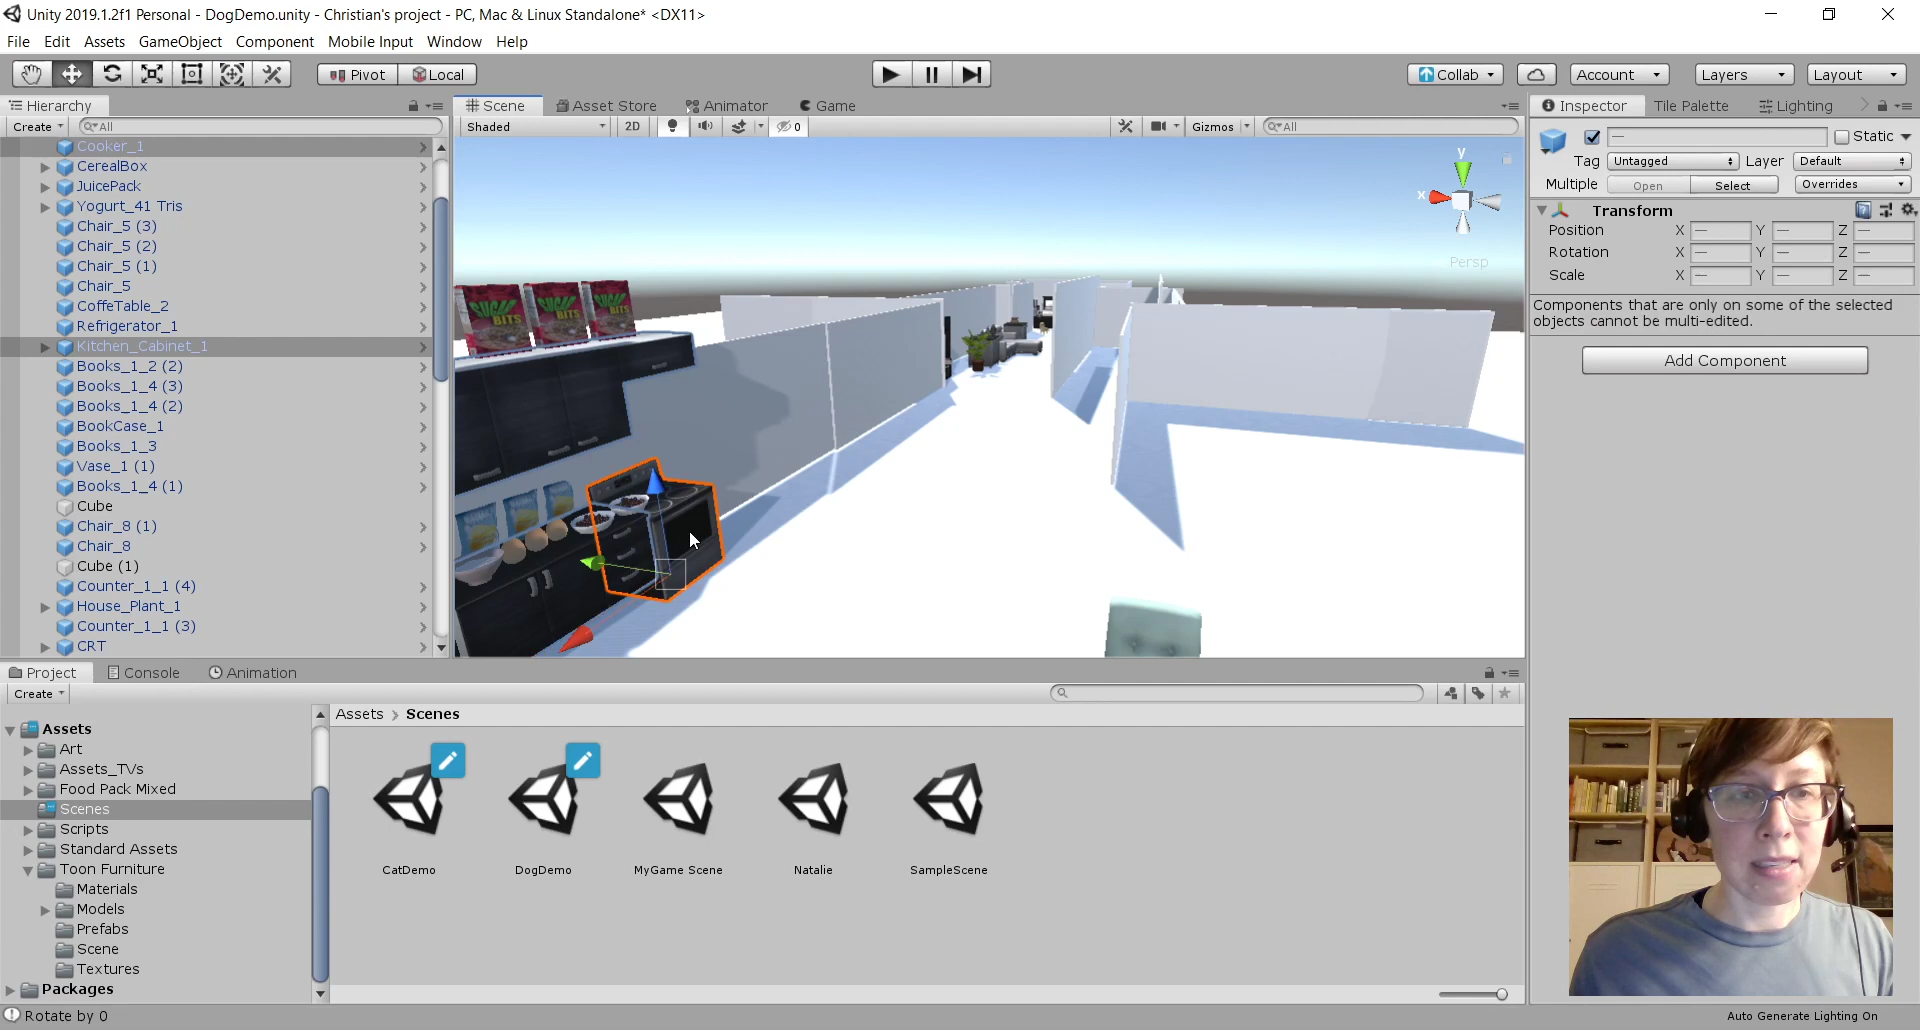 Unity 2019.1.2f1 Personal - DogDemo.unity - Christian's project - PC, Mac & Linux Standalone* <DX11>
File Edit Assets GameObject Component Mobile Input Window Help
Pivot Local Collab Account Layers Layout
Hierarchy
Create All
Cooker_1
CerealBox
JuicePack
Yogurt_41 Tris
Chair_5 (3)
Chair_5 (2)
Chair_5 (1)
Chair_5
CoffeTable_2
Refrigerator_1
Kitchen_Cabinet_1
Books_1_2 (2)
Books_1_4 (3)
Books_1_4 (2)
BookCase_1
Books_1_3
Vase_1 (1)
Books_1_4 (1)
Cube
Chair_8 (1)
Chair_8
Cube (1)
Counter_1_1 (4)
House_Plant_1
Counter_1_1 (3)
CRT
Scene Asset Store Animator Game
Shaded 2D 0 Gizmos All
y
x
Persp
SUGAR BITS
SUGAR BITS
SUGAR BITS
Inspector Tile Palette Lighting
— Static
Tag Untagged Layer Default
Multiple Open Select Overrides
Transform
Position X — Y — Z —
Rotation X — Y — Z —
Scale X — Y — Z —
Components that are only on some of the selected
objects cannot be multi-edited.
Add Component
Project Console Animation
Create
Assets
Art
Assets_TVs
Food Pack Mixed
Scenes
Scripts
Standard Assets
Toon Furniture
Materials
Models
Prefabs
Scene
Textures
Packages
Assets > Scenes
CatDemo DogDemo MyGame Scene Natalie SampleScene
Rotate by 0
Auto Generate Lighting On